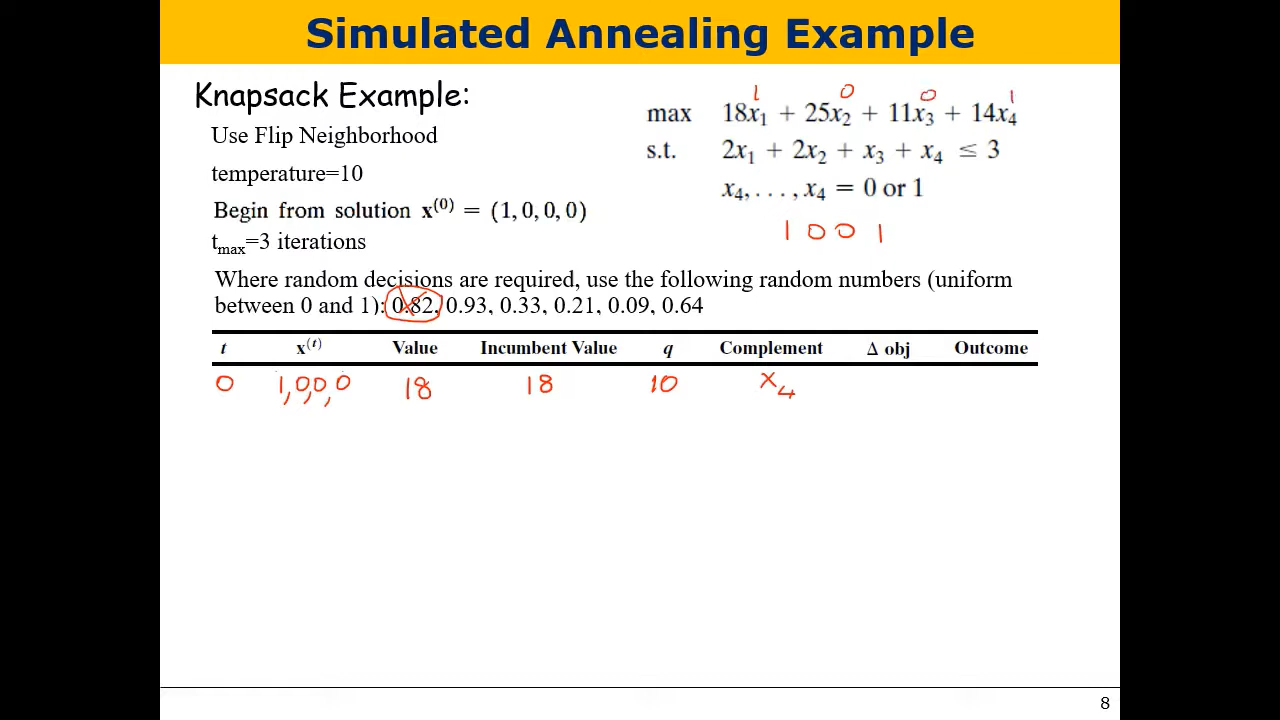 Simulated Annealing Example
Knapsack Example:
Use Flip Neighborhood
temperature=10
Begin from solution x⁽⁰⁾ = (1, 0, 0, 0)
tmax=3 iterations
1 0 0 1
max 18x₁ + 25x₂ + 11x₃ + 14x₄
s.t. 2x₁ + 2x₂ + x₃ + x₄ ≤ 3
x₄, . . . , x₄ = 0 or 1
1 0 0 1
Where random decisions are required, use the following random numbers (uniform
between 0 and 1): 0.82, 0.93, 0.33, 0.21, 0.09, 0.64
t x⁽ᵗ⁾ Value Incumbent Value q Complement Δ obj Outcome
0 1,0,0,0 18 18 10 x₄
8